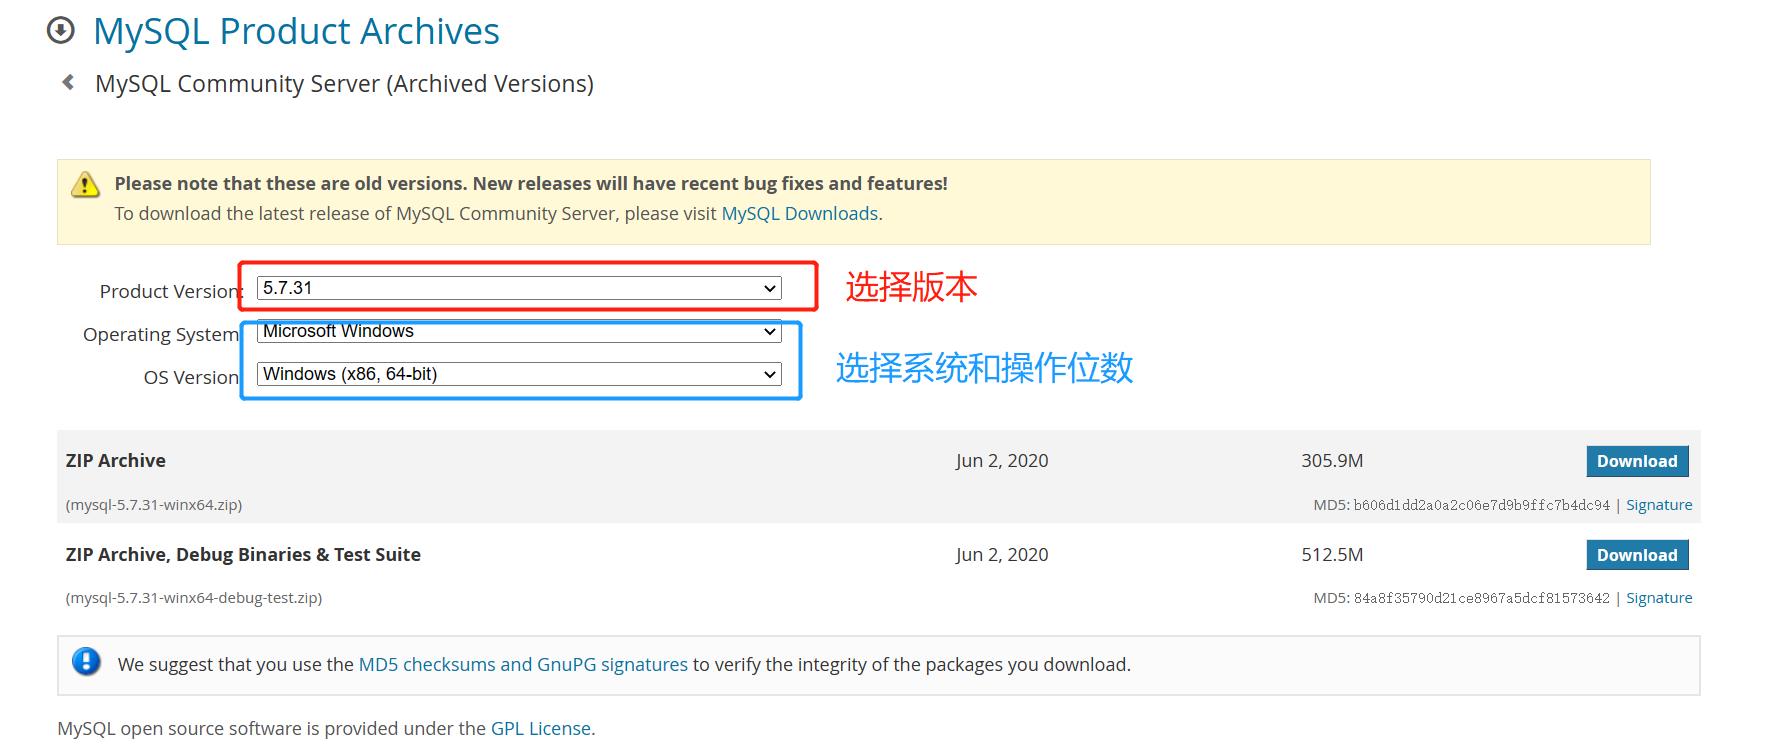 MySQL Product Archives
MySQL Community Server (Archived Versions)
Please note that these are old versions. New releases will have recent bug fixes and features!
To download the latest release of MySQL Community Server, please visit MySQL Downloads.
Product Version: 5.7.31 选择版本
Operating System Microsoft Windows
选择系统和操作位数
OS Version Windows (x86, 64-bit)
ZIP Archive Jun 2, 2020 305.9M Download
(mysql-5.7.31-winx64.zip) MD5: b606d1dd2a0a2c06e7d9b9ffc7b4dc94 | Signature
ZIP Archive, Debug Binaries & Test Suite Jun 2, 2020 512.5M Download
(mysql-5.7.31-winx64-debug-test.zip) MD5: 84a8f35790d21ce8967a5dcf81573642 | Signature
We suggest that you use the MD5 checksums and GnuPG signatures to verify the integrity of the packages you download.
MySQL open source software is provided under the GPL License.